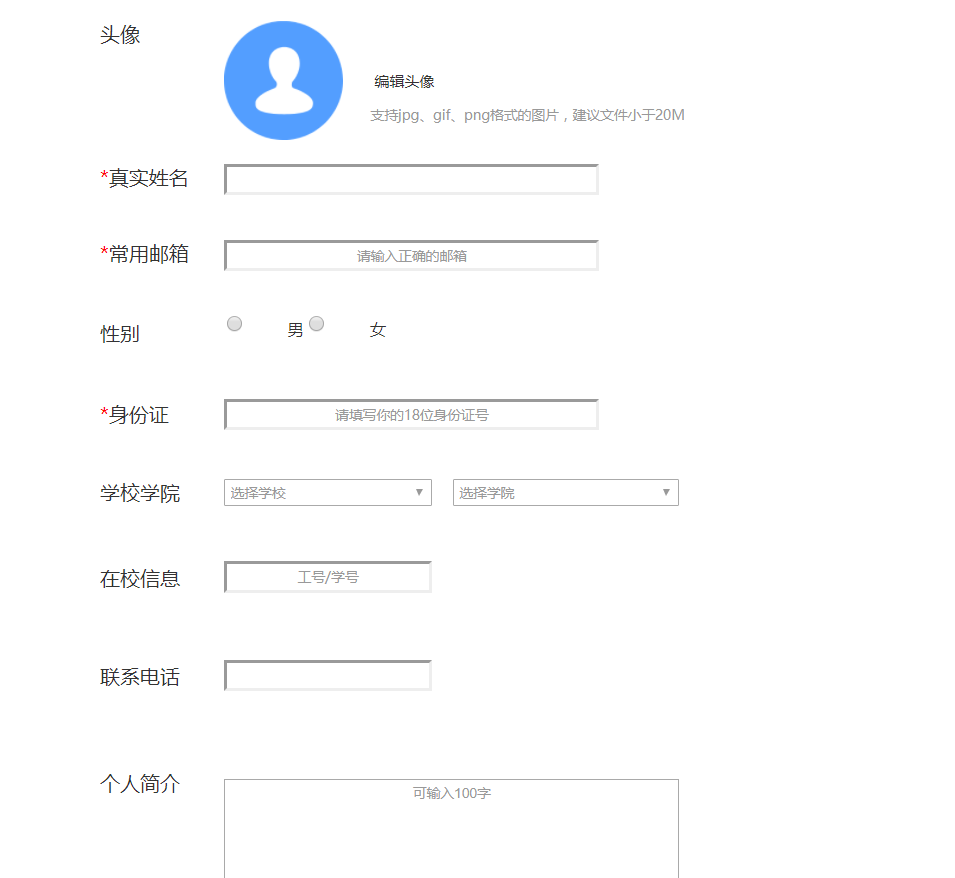 头像
编辑头像
支持jpg、gif、png格式的图片，建议文件小于20M
*真实姓名
*常用邮箱 请输入正确的邮箱
性别 男 女
*身份证 请填写你的18位身份证号
学校学院 选择学校 选择学院
在校信息 工号/学号
联系电话
个人简介 可输入100字